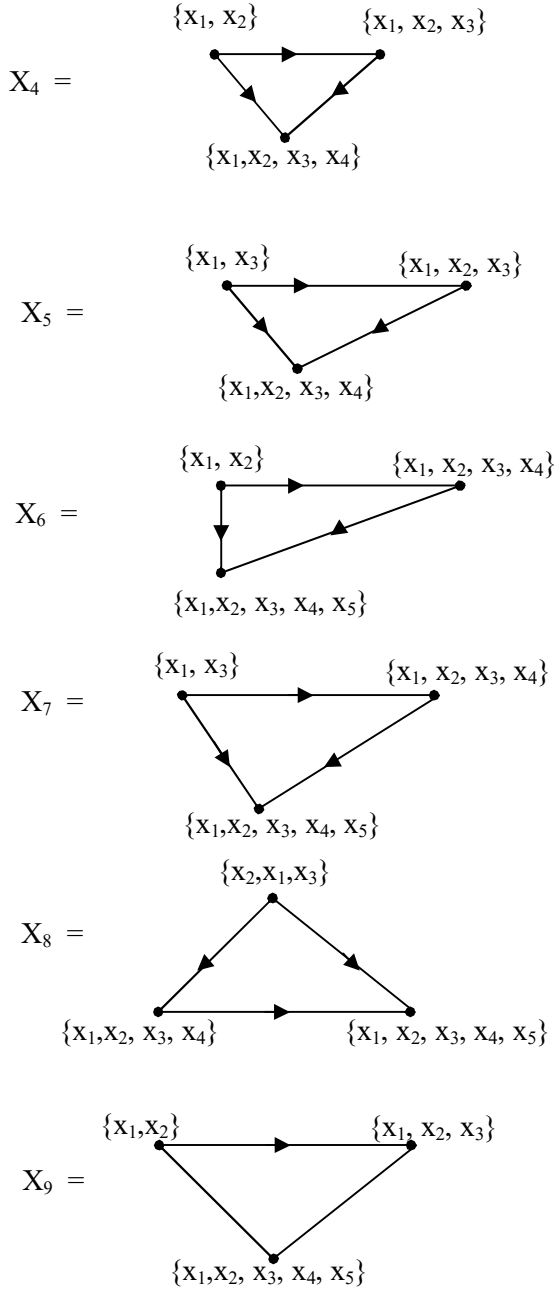 {x₁, x₂} {x₁, x₂, x₃}
X₄ =
{x₁,x₂, x₃, x₄}
{x₁, x₃} {x₁, x₂, x₃}
X₅ =
{x₁,x₂, x₃, x₄}
{x₁, x₂} {x₁, x₂, x₃, x₄}
X₆ =
{x₁,x₂, x₃, x₄, x₅}
{x₁, x₃} {x₁, x₂, x₃, x₄}
X₇ =
{x₁,x₂, x₃, x₄, x₅}
{x₂,x₁,x₃}
X₈ =
{x₁,x₂, x₃, x₄} {x₁, x₂, x₃, x₄, x₅}
{x₁,x₂} {x₁, x₂, x₃}
X₉ =
{x₁,x₂, x₃, x₄, x₅}